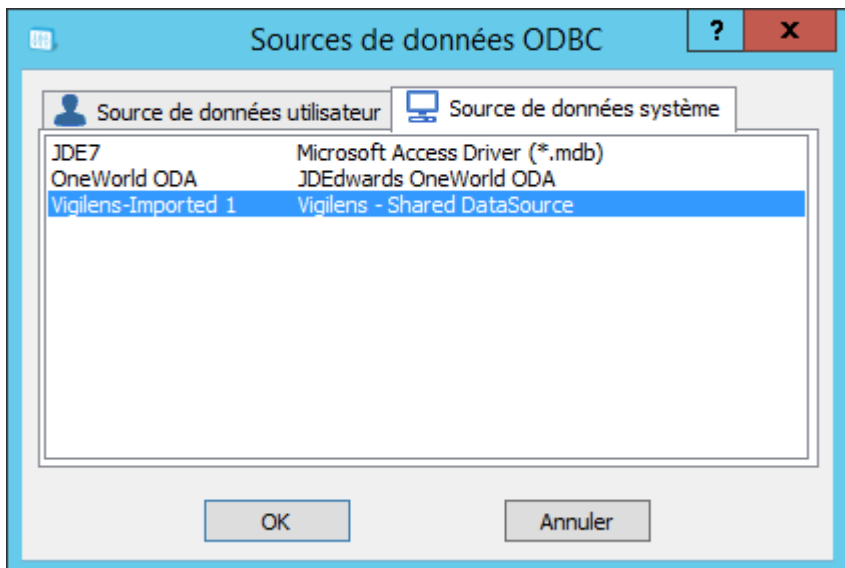 Sources de données ODBC ? x
Source de données utilisateur Source de données système
JDE7 Microsoft Access Driver (*.mdb)
OneWorld ODA JDEdwards OneWorld ODA
Vigilens-Imported 1 Vigilens - Shared DataSource
OK Annuler